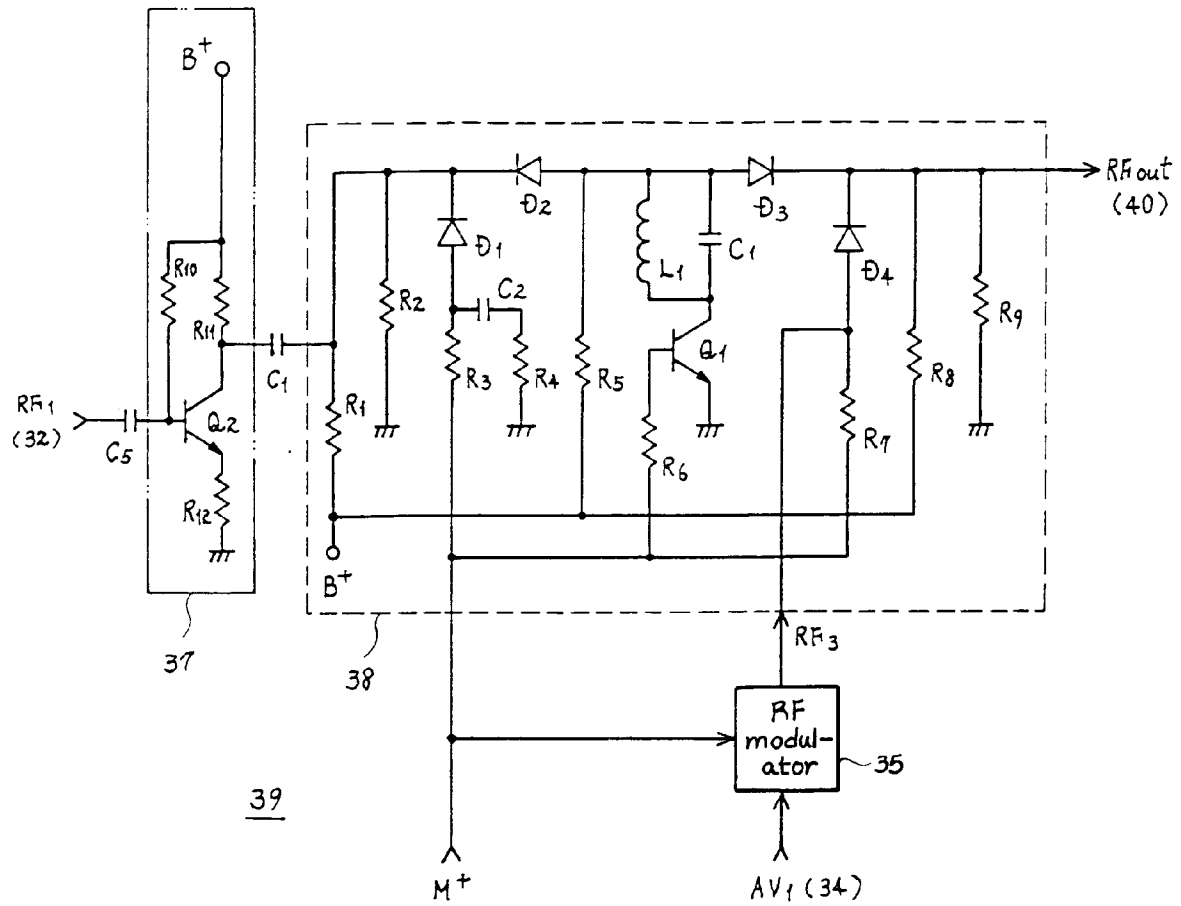 B+
R10
R11
C1
RF1
(32)
C5
Q2
R12
37
R1
B+
R2
D1
C2
R3
R4
D2
R5
L1
C1
Q1
R6
D3
D4
R7
R8
R9
RFout
(40)
38
RF3
RF
modul-
ator
35
39
M+
AV1 (34)